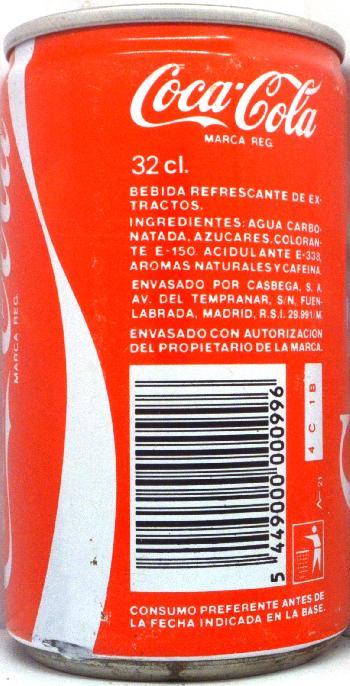 Coca-Cola
MARCA REG.
32 cl.
BEBIDA REFRESCANTE DE EX-
TRACTOS.
INGREDIENTES: AGUA CARBO-
NATADA, AZUCARES, COLORAN-
TE E-150, ACIDULANTE E-338,
AROMAS NATURALES Y CAFEINA.
ENVASADO POR CASBEGA, S. A.
AV. DEL TEMPRANAR, S/N, FUEN-
LABRADA, MADRID, R.S.I. 29.991/M
ENVASADO CON AUTORIZACION
DEL PROPIETARIO DE LA MARCA.
4 C 1B
A-21
5 449000 000996
CONSUMO PREFERENTE ANTES DE
LA FECHA INDICADA EN LA BASE.
MARCA REG.